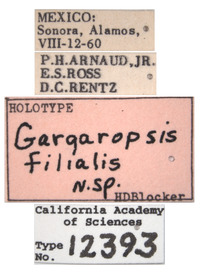 MEXICO:
Sonora, Alamos,
VIII-12-60
P.H.ARNAUD,JR.
E.S.ROSS
D.C.RENTZ
HOLOTYPE
Gargaropsis
filialis
N.sp.
HDBlocker
California Academy
of Sciences
Type
No. 12393